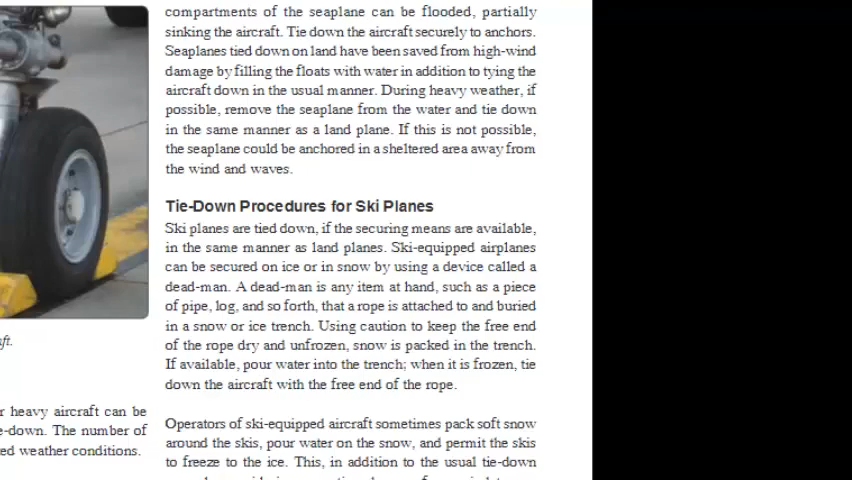 compartments of the seaplane can be flooded, partially
sinking the aircraft. Tie down the aircraft securely to anchors.
Seaplanes tied down on land have been saved from high-wind
damage by filling the floats with water in addition to tying the
aircraft down in the usual manner. During heavy weather, if
possible, remove the seaplane from the water and tie down
in the same manner as a land plane. If this is not possible,
the seaplane could be anchored in a sheltered area away from
the wind and waves.
Tie-Down Procedures for Ski Planes
Ski planes are tied down, if the securing means are available,
in the same manner as land planes. Ski-equipped airplanes
can be secured on ice or in snow by using a device called a
dead-man. A dead-man is any item at hand, such as a piece
of pipe, log, and so forth, that a rope is attached to and buried
in a snow or ice trench. Using caution to keep the free end
of the rope dry and unfrozen, snow is packed in the trench.
If available, pour water into the trench; when it is frozen, tie
down the aircraft with the free end of the rope.
Operators of ski-equipped aircraft sometimes pack soft snow
around the skis, pour water on the snow, and permit the skis
to freeze to the ice. This, in addition to the usual tie-down
ft.
r heavy aircraft can be
e-down. The number of
ed weather conditions.